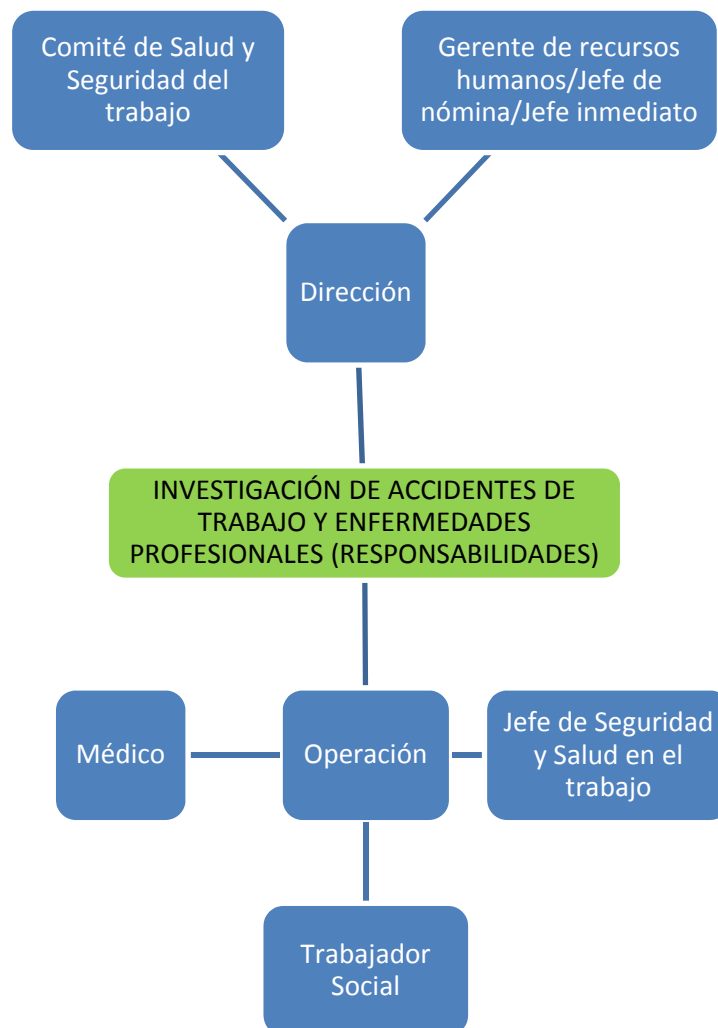 Comité de Salud y
Seguridad del
trabajo
Gerente de recursos
humanos/Jefe de
nómina/Jefe inmediato
Dirección
INVESTIGACIÓN DE ACCIDENTES DE
TRABAJO Y ENFERMEDADES
PROFESIONALES (RESPONSABILIDADES)
Médico
Operación
Jefe de Seguridad
y Salud en el
trabajo
Trabajador
Social